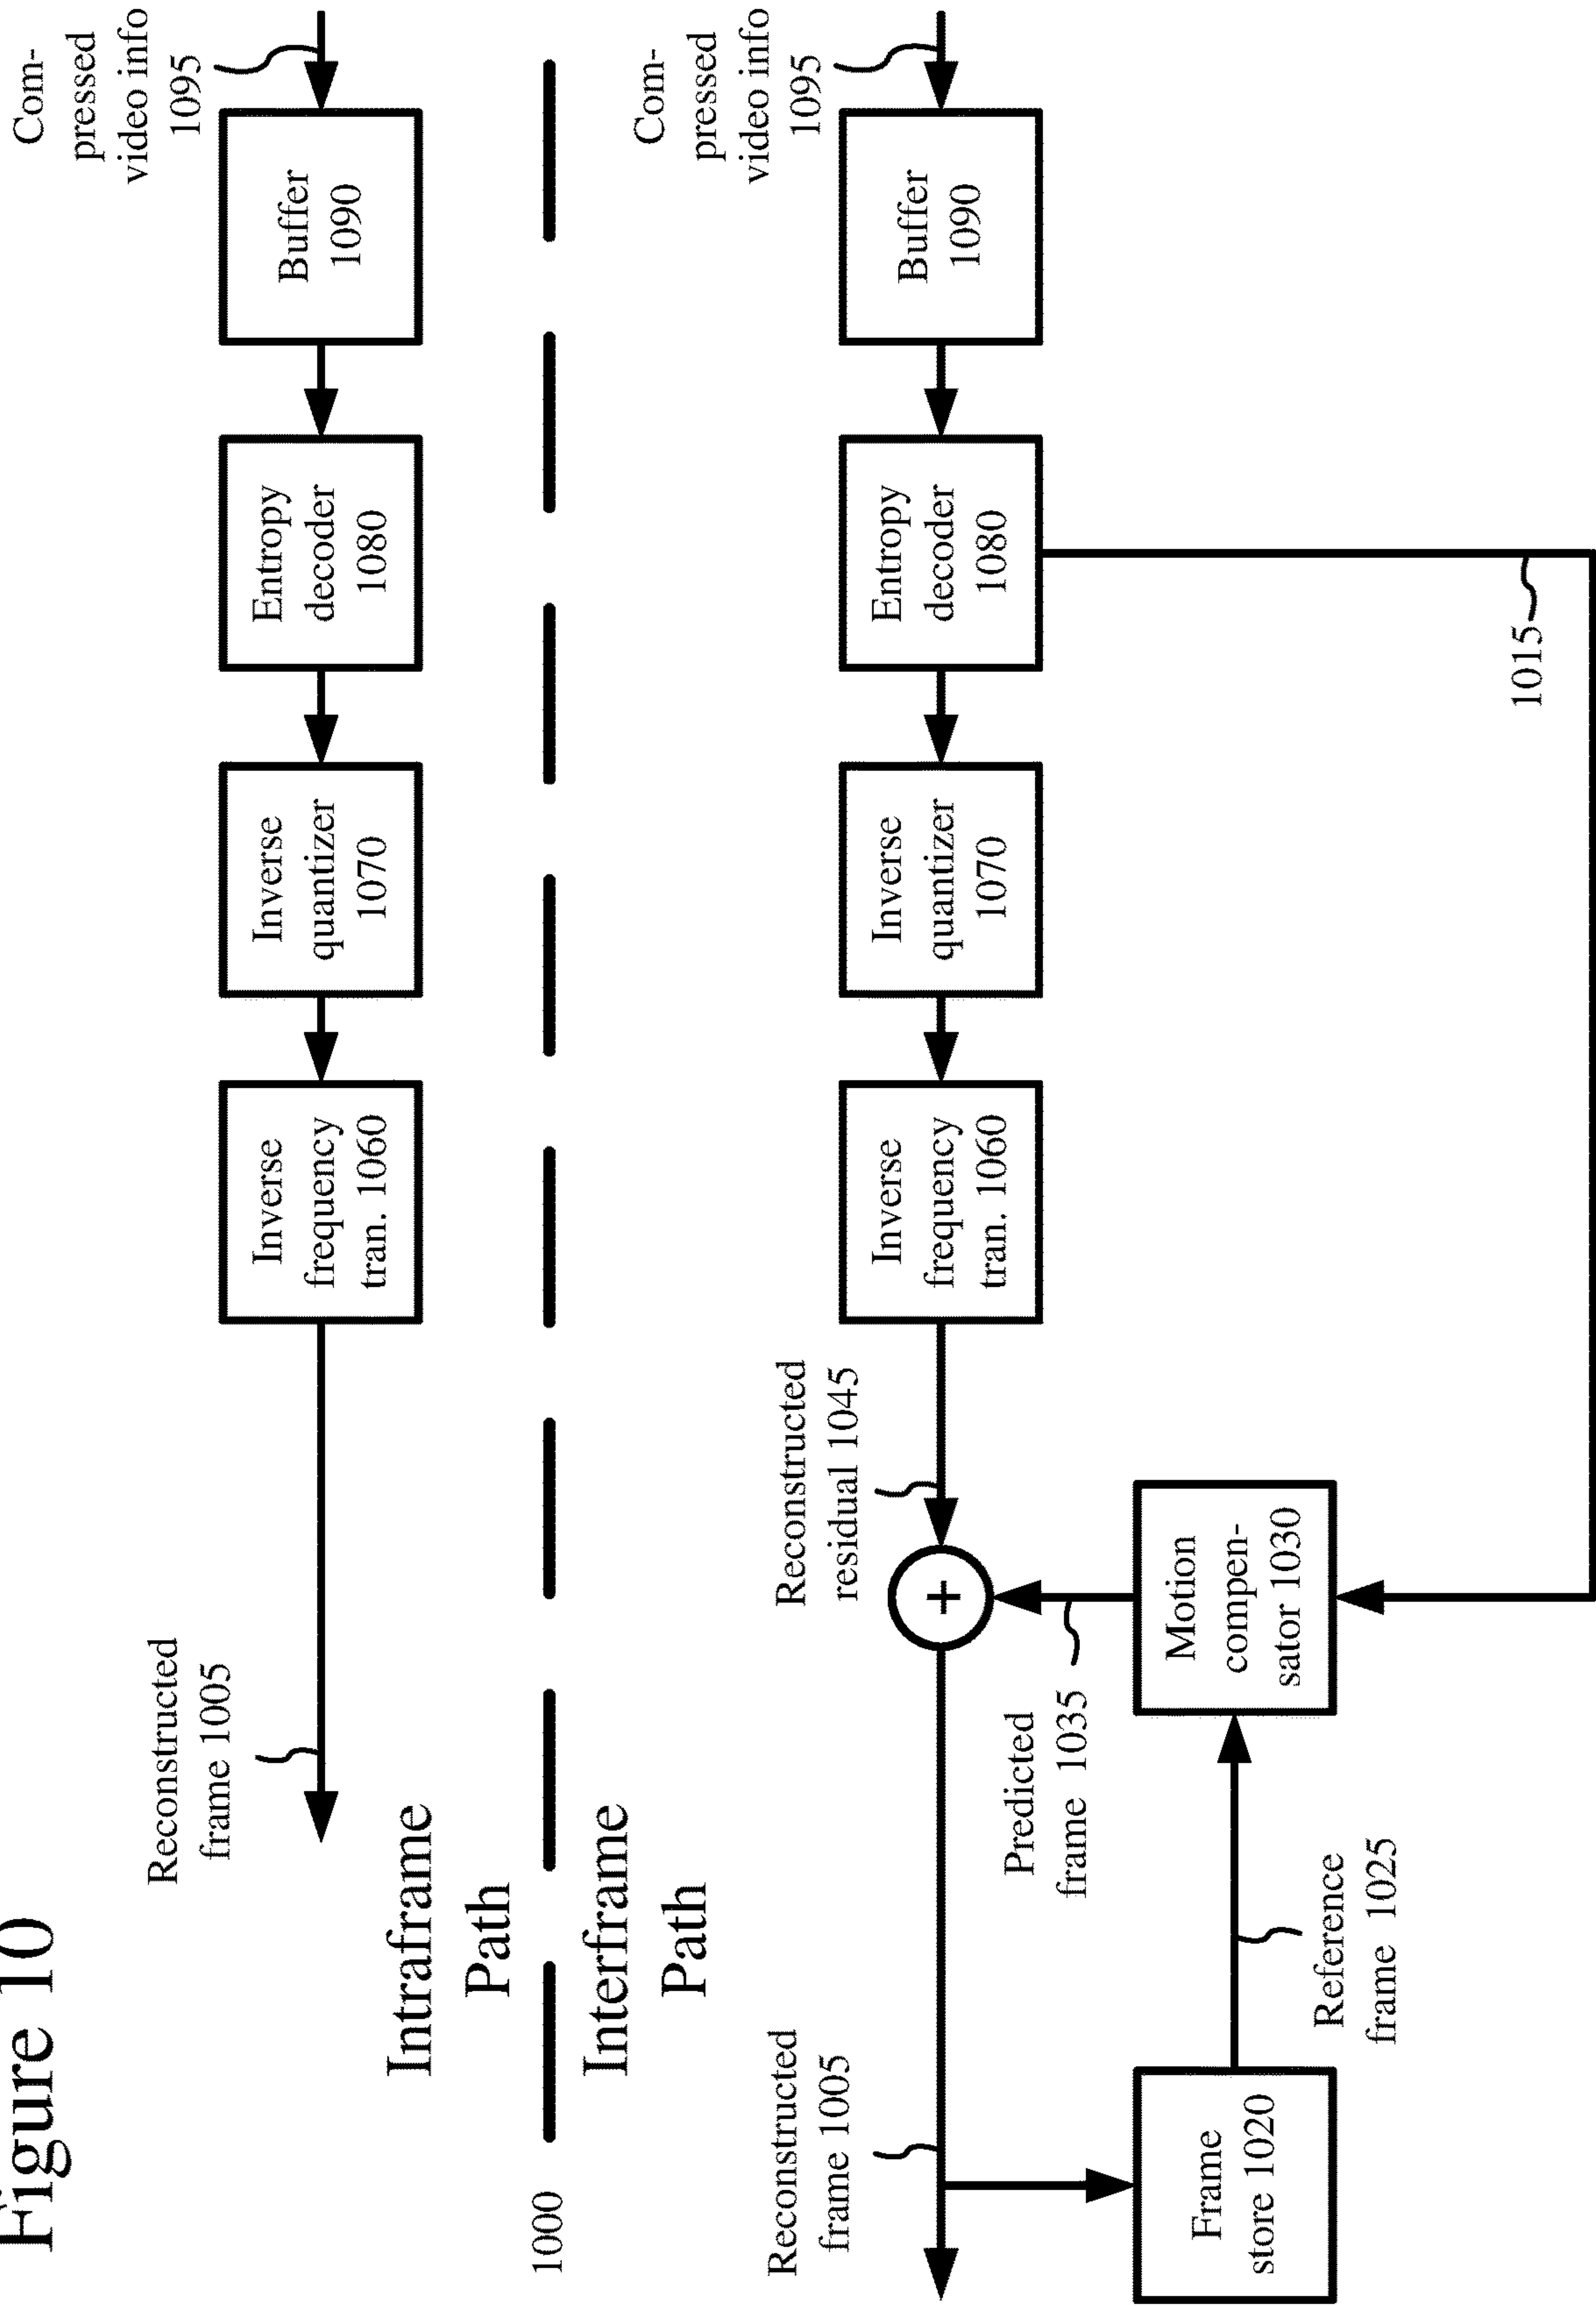 Figure 10
Reconstructed
frame 1005
Inverse
frequency
tran. 1060
Inverse
quantizer
1070
Entropy
decoder
1080
Buffer
1090
Com-
pressed
video info
1095
Intraframe
Path
1000
Interframe
Path
Reconstructed
frame 1005
Reconstructed
residual 1045
Inverse
frequency
tran. 1060
Inverse
quantizer
1070
Entropy
decoder
1080
Buffer
1090
Com-
pressed
video info
1095
+
Predicted
frame 1035
Frame
store 1020
Reference
frame 1025
Motion
compen-
sator 1030
1015